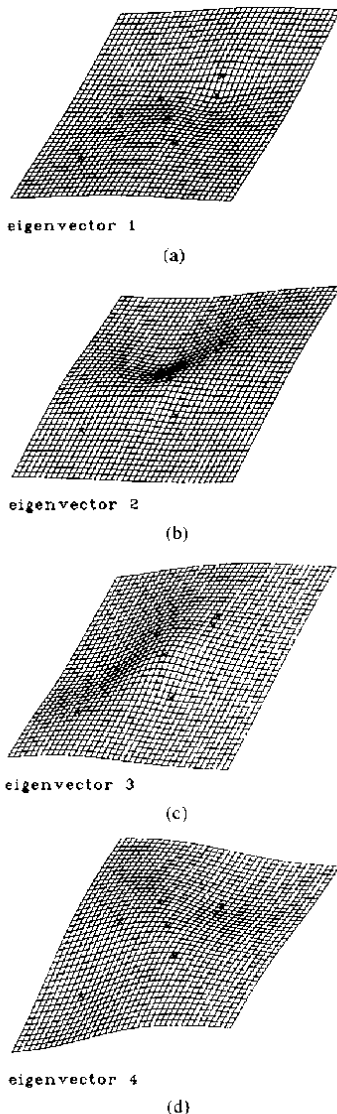 eigenvector 1
(a)
eigenvector 2
(b)
eigenvector 3
(c)
eigenvector 4
(d)